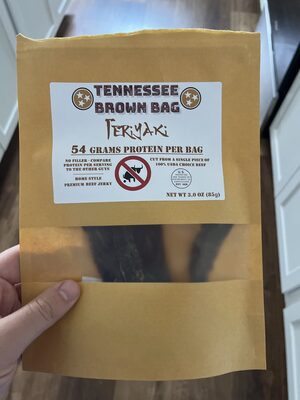 TENNESSEE
BROWN BAG
TERIYAKI
54 GRAMS PROTEIN PER BAG
NO FILLER - COMPARE
PROTEIN PER SERVING
TO THE OTHER GUYS
HOME-STYLE
PREMIUM BEEF JERKY
CUT FROM A SINGLE PIECE OF
100% USDA CHOICE BEEF
NET WT 3.0 OZ (85g)